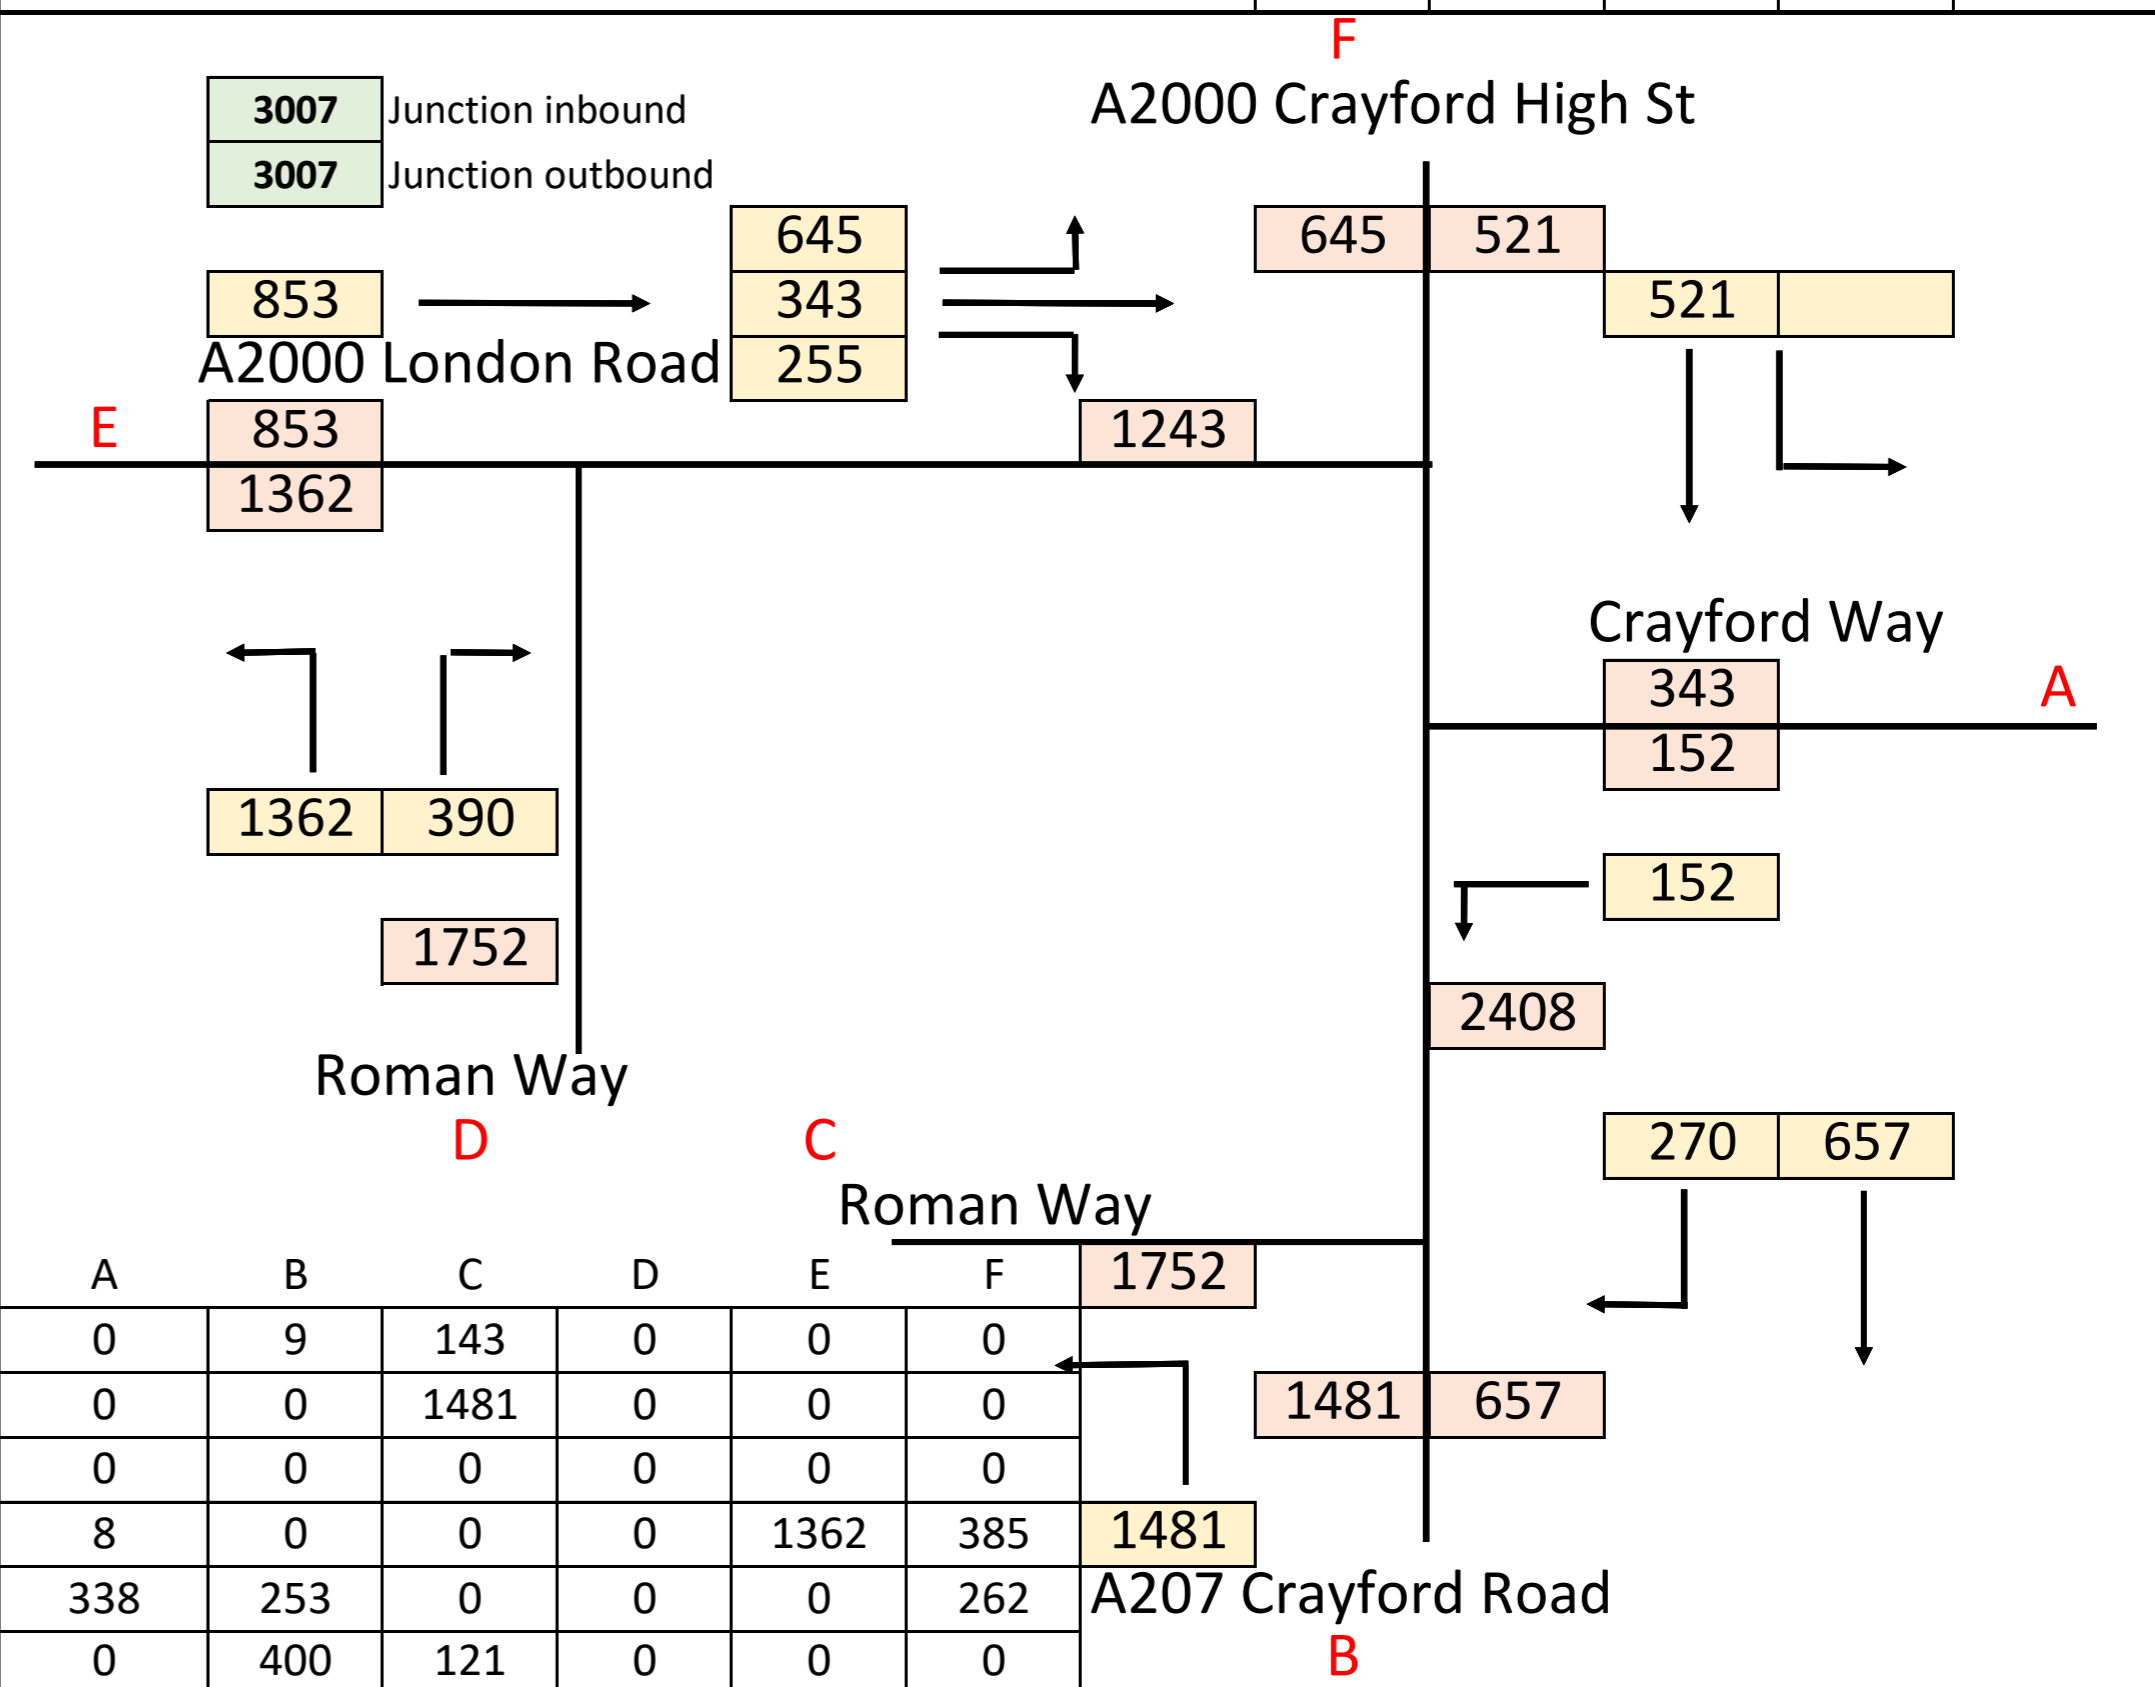 F
A2000 Crayford High St
3007 Junction inbound
3007 Junction outbound
645
645 521
853
343
521
A2000 London Road
255
E
853
1243
1362
Crayford Way
343
A
152
1362 390
152
1752
2408
Roman Way
D
C
270 657
Roman Way
1752
A B C D E F
0 9 143 0 0 0
0 0 1481 0 0 0
1481 657
0 0 0 0 0 0
8 0 0 0 1362 385
1481
338 253 0 0 0 262
A207 Crayford Road
0 400 121 0 0 0
B